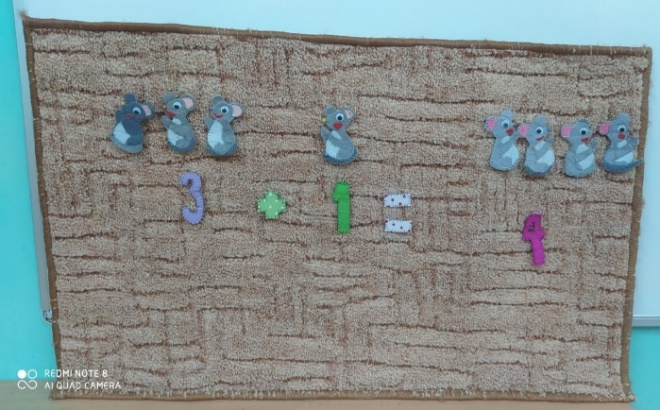 3 + 1 = 4
REDMI NOTE 8
AI QUAD CAMERA